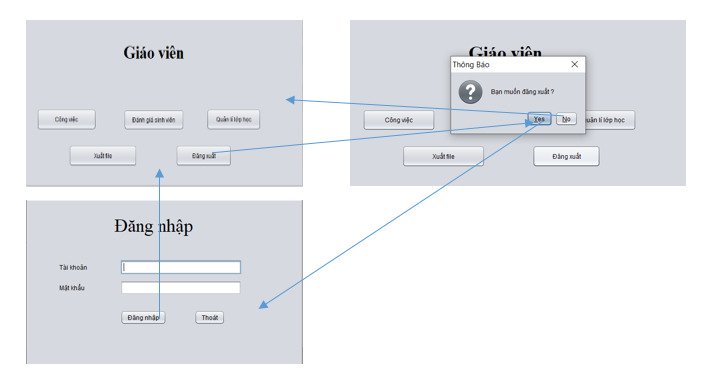 Giáo viên
Công việc
Đánh giá sinh viên
Quản lí lớp học
Xuất file
Đăng xuất
Giáo viên
Thông Báo
Bạn muốn đăng xuất ?
Yes
No
Công việc
uản lí lớp học
Xuất file
Đăng xuất
Đăng nhập
Tài khoản
Mật khẩu
Đăng nhập
Thoát